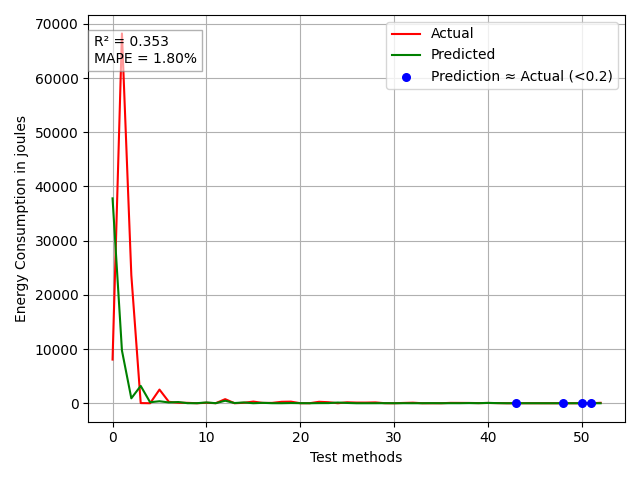 R² = 0.353
MAPE = 1.80%
Actual
Predicted
Prediction ≈ Actual (<0.2)
Energy Consumption in joules
70000
60000
50000
40000
30000
20000
10000
0
0 10 20 30 40 50
Test methods